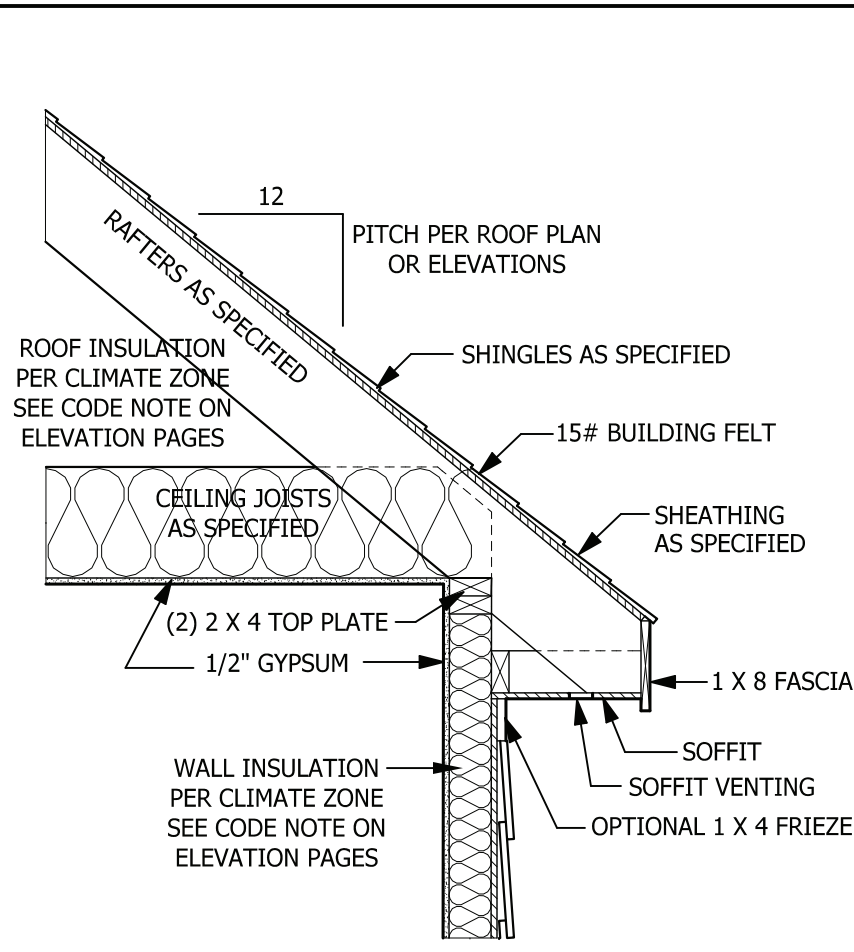 12
PITCH PER ROOF PLAN
OR ELEVATIONS
RAFTERS AS SPECIFIED
ROOF INSULATION
PER CLIMATE ZONE
SEE CODE NOTE ON
ELEVATION PAGES
SHINGLES AS SPECIFIED
15# BUILDING FELT
CEILING JOISTS
AS SPECIFIED
SHEATHING
AS SPECIFIED
(2) 2 X 4 TOP PLATE
1/2" GYPSUM
1 X 8 FASCIA
SOFFIT
SOFFIT VENTING
OPTIONAL 1 X 4 FRIEZE
WALL INSULATION
PER CLIMATE ZONE
SEE CODE NOTE ON
ELEVATION PAGES